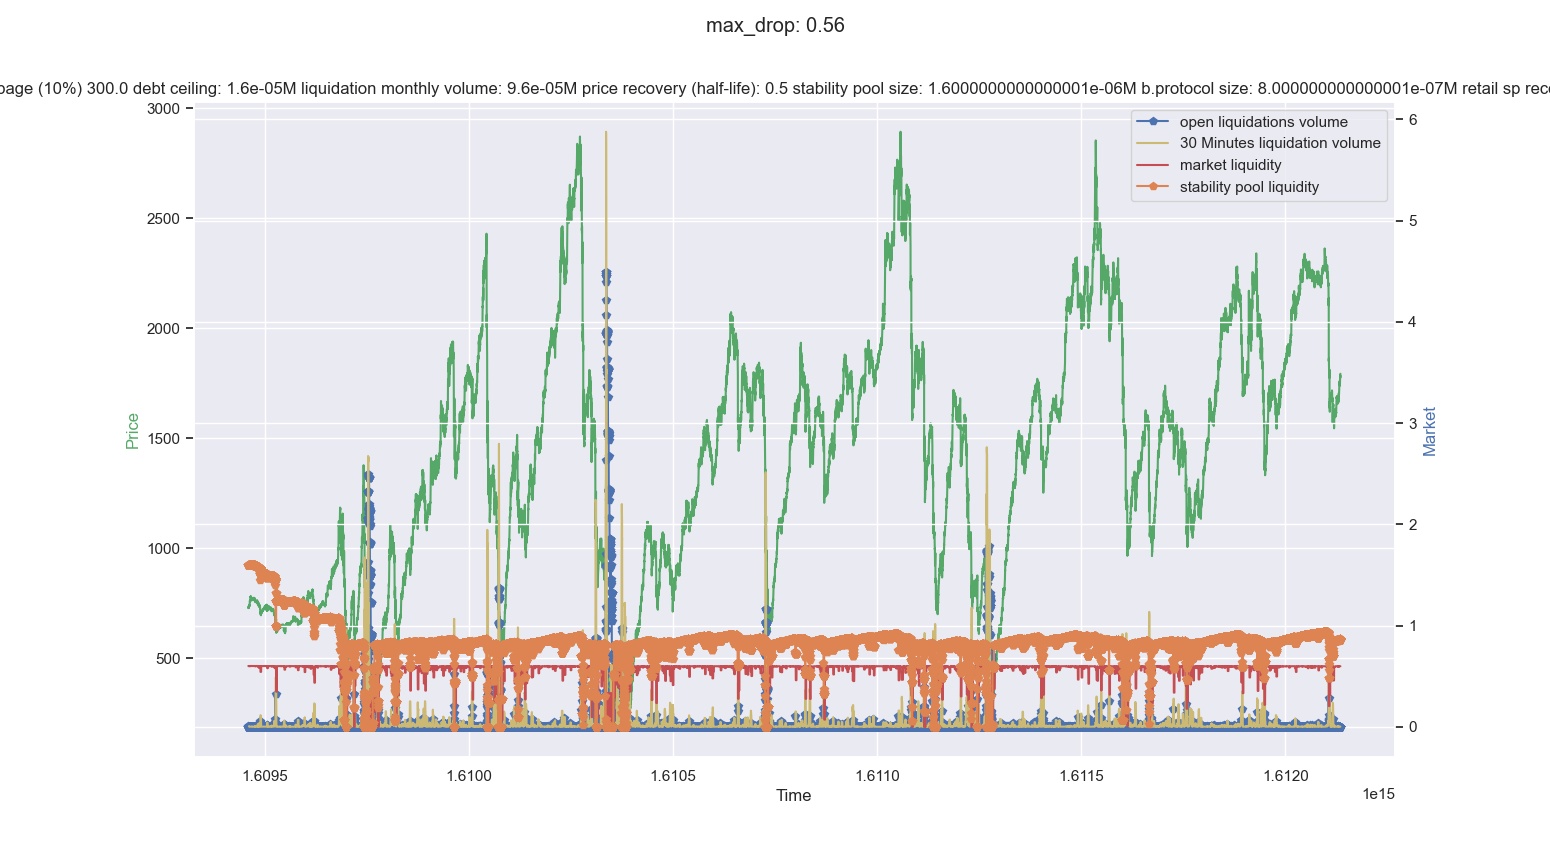 max_drop: 0.56
page (10%) 300.0 debt ceiling: 1.6e-05M liquidation monthly volume: 9.6e-05M price recovery (half-life): 0.5 stability pool size: 1.6000000000000001e-06M b.protocol size: 8.000000000000001e-07M retail sp reco
3000
2500
2000
1500
1000
500
Price
open liquidations volume
30 Minutes liquidation volume
market liquidity
stability pool liquidity
6
5
4
3
2
1
0
Market
1.6095
1.6100
1.6105
1.6110
1.6115
1.6120
1e15
Time